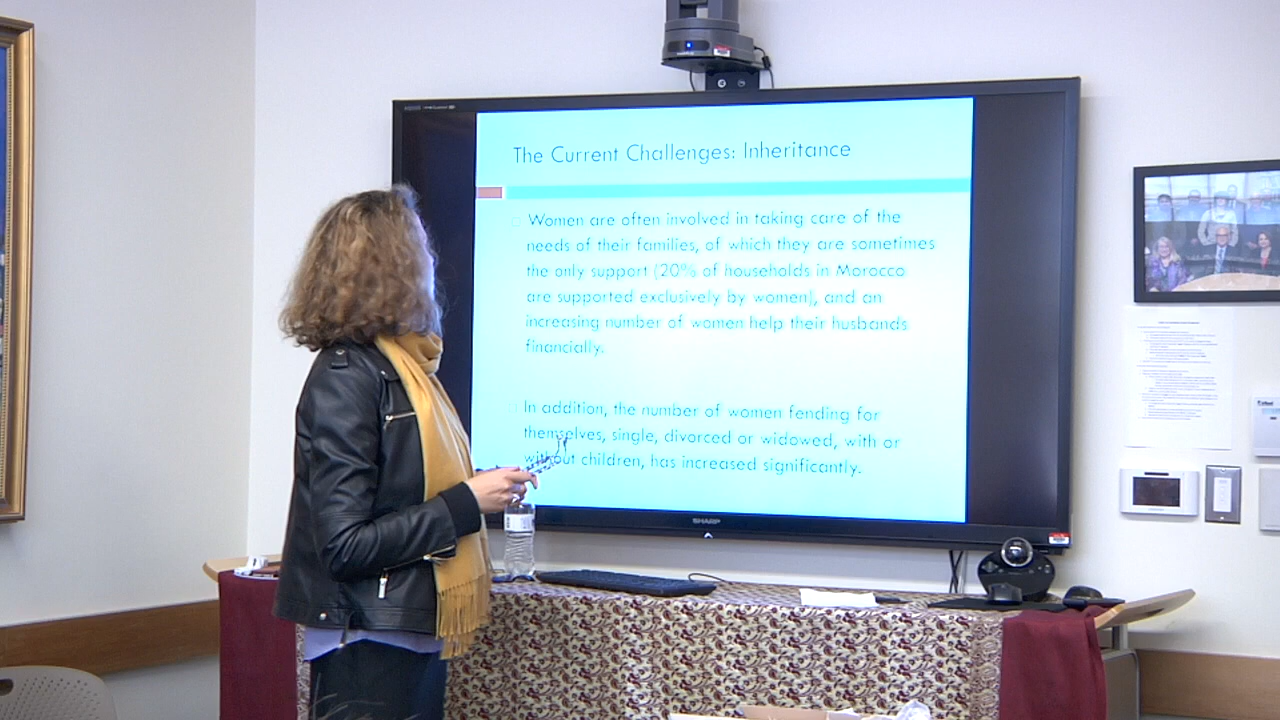 The Current Challenges: Inheritance
Women are often involved in taking care of the
needs of their families, of which they are sometimes
the only support (20% of households in Morocco
are supported exclusively by women), and an
increasing number of women help their husbands
financially.
In addition, the number of women fending for
themselves, single, divorced or widowed, with or
without children, has increased significantly.
SHARP